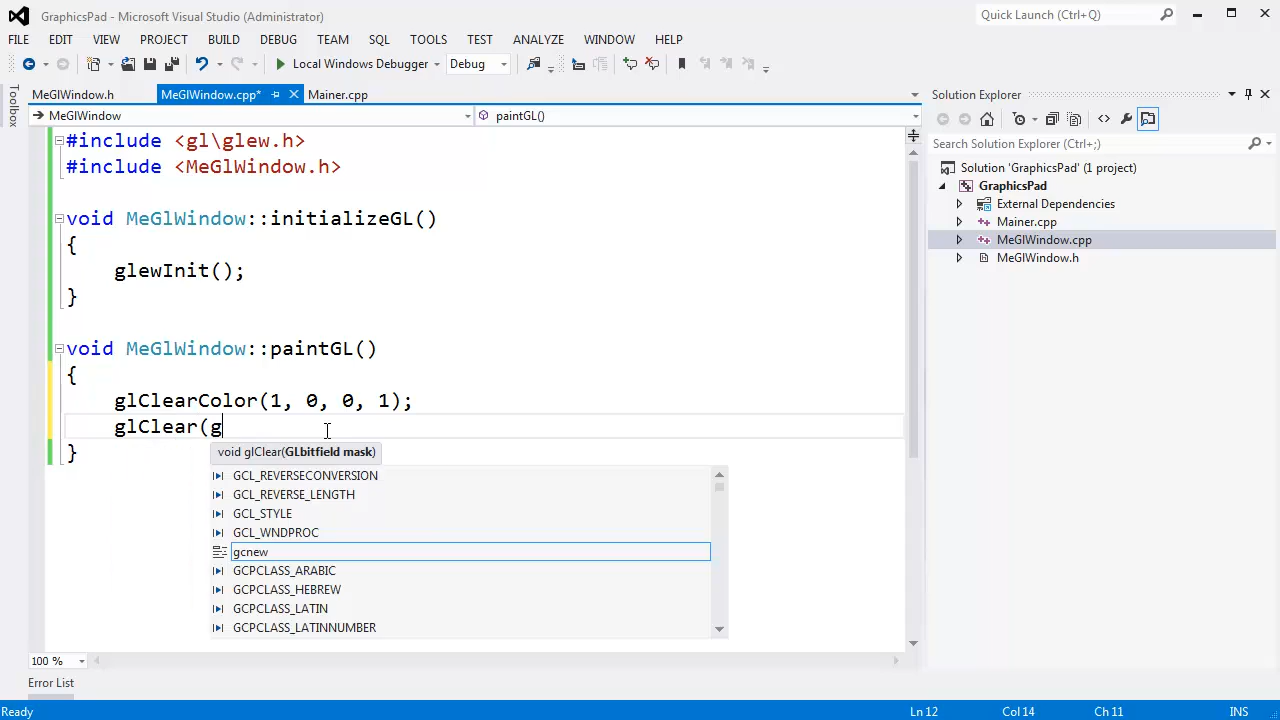 GraphicsPad - Microsoft Visual Studio (Administrator)
Quick Launch (Ctrl+Q)
FILE EDIT VIEW PROJECT BUILD DEBUG TEAM SQL TOOLS TEST ANALYZE WINDOW HELP
Local Windows Debugger Debug
Toolbox
MeGlWindow.h MeGlWindow.cpp* Mainer.cpp
MeGlWindow paintGL()
#include <gl\glew.h>
#include <MeGlWindow.h>
void MeGlWindow::initializeGL()
{
glewInit();
}
void MeGlWindow::paintGL()
{
glClearColor(1, 0, 0, 1);
glClear(g
}
void glClear(GLbitfield mask)
GCL_REVERSECONVERSION
GCL_REVERSE_LENGTH
GCL_STYLE
GCL_WNDPROC
gcnew
GCPCLASS_ARABIC
GCPCLASS_HEBREW
GCPCLASS_LATIN
GCPCLASS_LATINNUMBER
100 %
Solution Explorer
Search Solution Explorer (Ctrl+;)
Solution 'GraphicsPad' (1 project)
GraphicsPad
External Dependencies
Mainer.cpp
MeGlWindow.cpp
MeGlWindow.h
Error List
Ready Ln 12 Col 14 Ch 11 INS